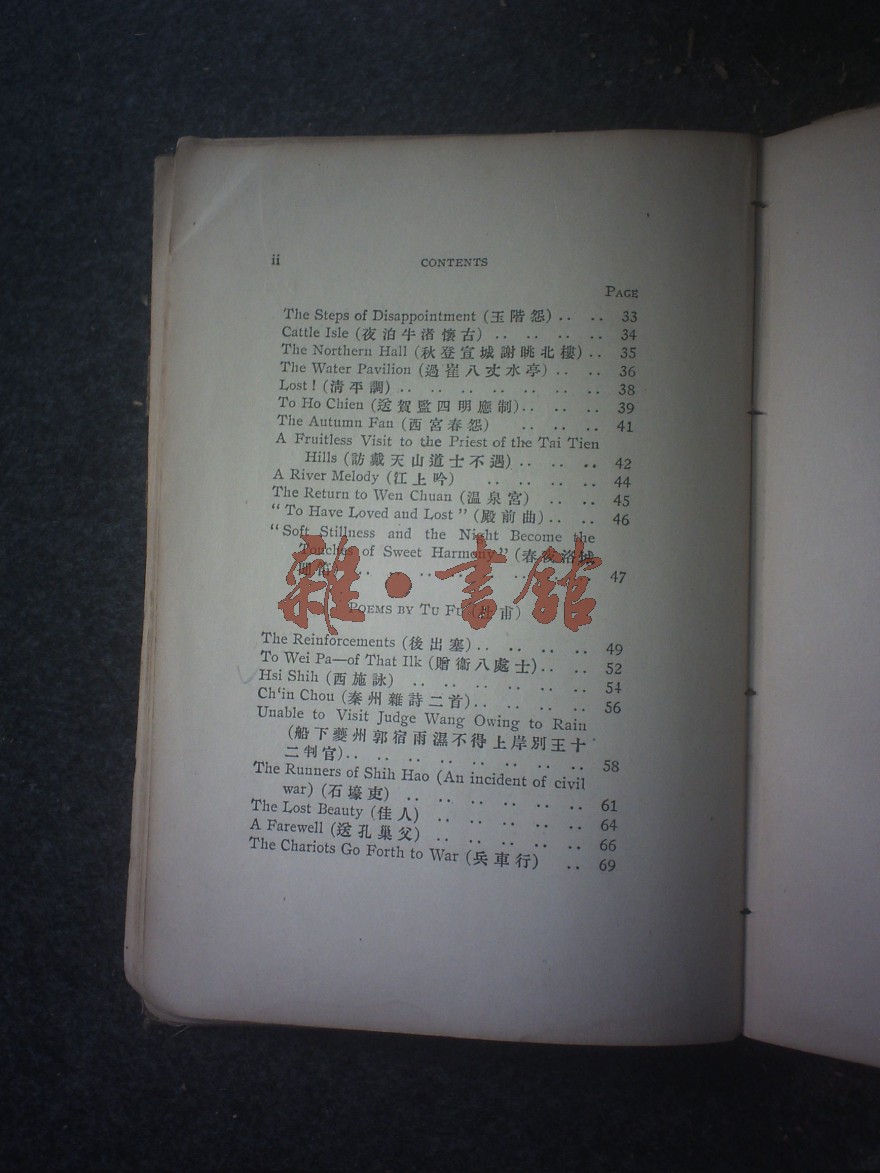 ii CONTENTS
PAGE
The Steps of Disappointment (玉階怨) .. .. 33
Cattle Isle (夜泊牛渚懷古) .. .. .. .. 34
The Northern Hall (秋登宣城謝眺北樓) .. 35
The Water Pavilion (過崔八丈水亭) .. .. 36
Lost! (淸平調) .. .. .. .. .. .. 38
To Ho Chien (送賀監四明應制) .. .. .. 39
The Autumn Fan (西宮春怨) .. .. .. 41
A Fruitless Visit to the Priest of the Tai Tien
Hills (訪戴天山道士不遇) .. .. .. 42
A River Melody (江上吟) .. .. .. .. 44
The Return to Wen Chuan (温泉宮) .. .. 45
“ To Have Loved and Lost ” (殿前曲) .. .. 46
“Soft Stillness and the Night Become the
Touches of Sweet Harmony” (春夜洛城
.. .. .. .. .. 47
雜·書館
POEMS BY TU FU (杜甫)
The Reinforcements (後出塞) .. .. .. .. 49
To Wei Pa—of That Ilk (贈衞八處士) .. .. 52
Hsi Shih (西施詠) .. .. .. .. .. .. 54
Ch‘in Chou (秦州雜詩二首) .. .. .. .. 56
Unable to Visit Judge Wang Owing to Rain
(船下夔州郭宿雨濕不得上岸別王十
二判官) .. .. .. .. .. .. .. .. 58
The Runners of Shih Hao (An incident of civil
war) (石壕吏) .. .. .. .. .. .. 61
The Lost Beauty (佳人) .. .. .. .. .. 64
A Farewell (送孔巢父) .. .. .. .. .. 66
The Chariots Go Forth to War (兵車行) .. 69